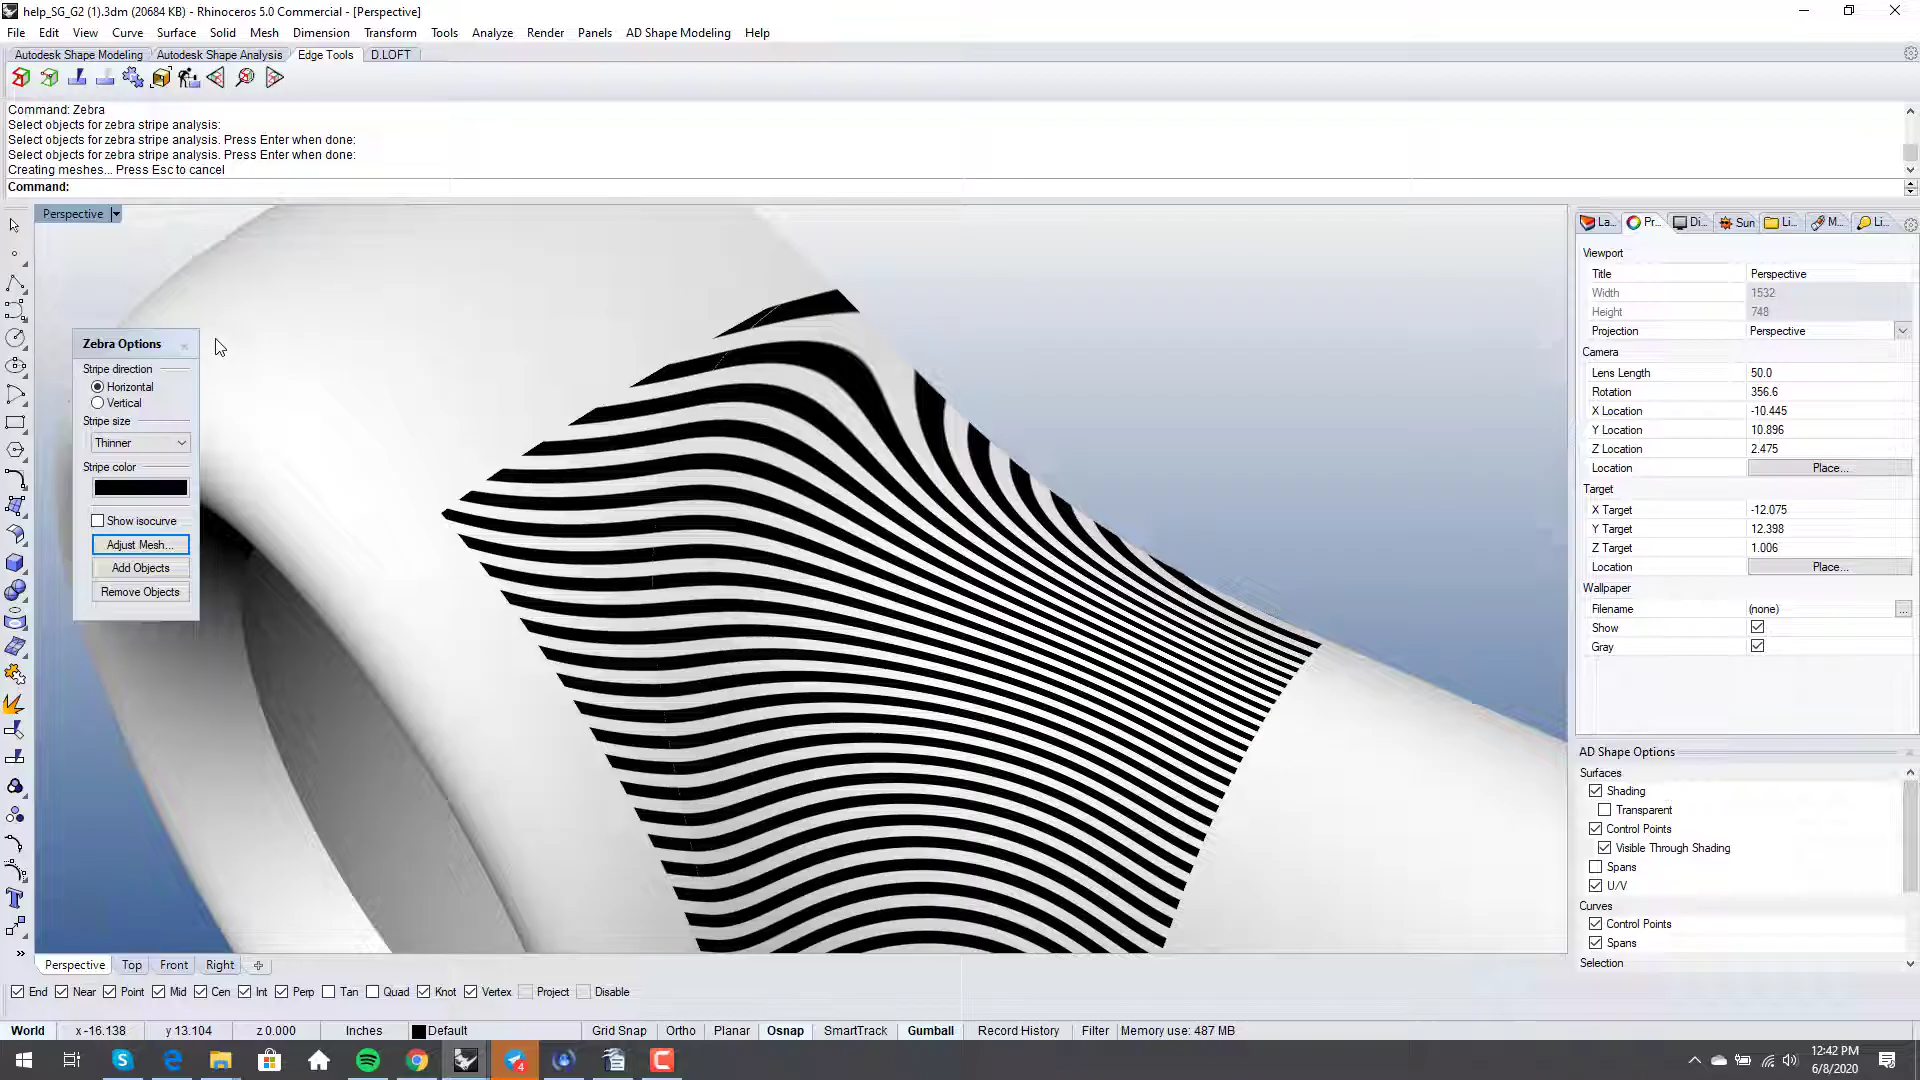 help_SG_G2 (1).3dm (20684 KB) - Rhinoceros 5.0 Commercial - [Perspective]
File Edit View Curve Surface Solid Mesh Dimension Transform Tools Analyze Render Panels AD Shape Modeling Help
Autodesk Shape Modeling Autodesk Shape Analysis Edge Tools D.LOFT
Command: Zebra
Select objects for zebra stripe analysis:
Select objects for zebra stripe analysis. Press Enter when done:
Select objects for zebra stripe analysis. Press Enter when done:
Creating meshes... Press Esc to cancel
Command:
Perspective
Zebra Options
Stripe direction
Horizontal
Vertical
Stripe size
Thinner
Stripe color
Show isocurve
Adjust Mesh...
Add Objects
Remove Objects
La... Pr... Di... Sun Li... M... Li...
Viewport
Title Perspective
Width 1532
Height 748
Projection Perspective
Camera
Lens Length 50.0
Rotation 356.6
X Location -10.445
Y Location 10.896
Z Location 2.475
Location Place...
Target
X Target -12.075
Y Target 12.398
Z Target 1.006
Location Place...
Wallpaper
Filename (none) ...
Show
Gray
AD Shape Options
Surfaces
Shading
Transparent
Control Points
Visible Through Shading
Spans
U/V
Curves
Control Points
Spans
Selection
Perspective Top Front Right
End Near Point Mid Cen Int Perp Tan Quad Knot Vertex Project Disable
World x -16.138 y 13.104 z 0.000 Inches Default Grid Snap Ortho Planar Osnap SmartTrack Gumball Record History Filter Memory use: 487 MB
4
12:42 PM
6/8/2020